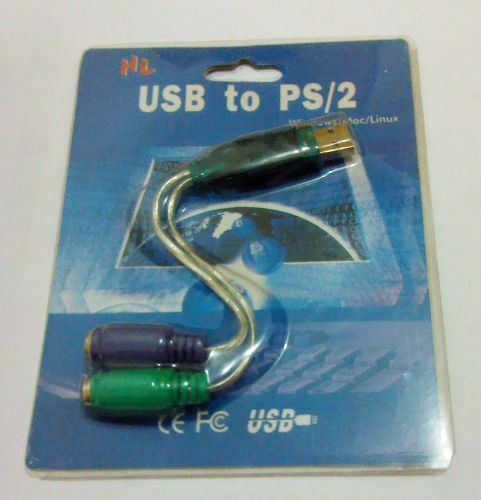 HL
USB to PS/2
Windows/Mac/Linux
CE FC USB